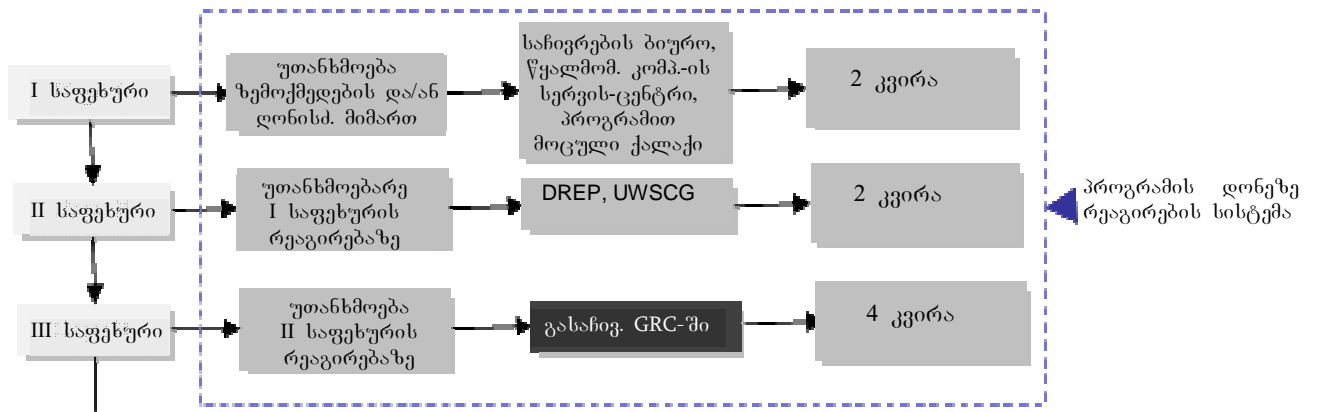 I საფეხური
უთანხმოება
ზემოქმედების და/ან
ღონისძ. მიმართ
საჩივრების ბიურო,
წყალმომ. კომპ.-ის
სერვის-ცენტრი,
პროგრამით
მოცული ქალაქი
2 კვირა
II საფეხური
უთანხმოებარე
I საფეხურის
რეაგირებაზე
DREP, UWSCG
2 კვირა
პროგრამის დონეზე
რეაგირების სისტემა
III საფეხური
უთანხმოება
II საფეხურის
რეაგირებაზე
გასაჩივ. GRC-ში
4 კვირა